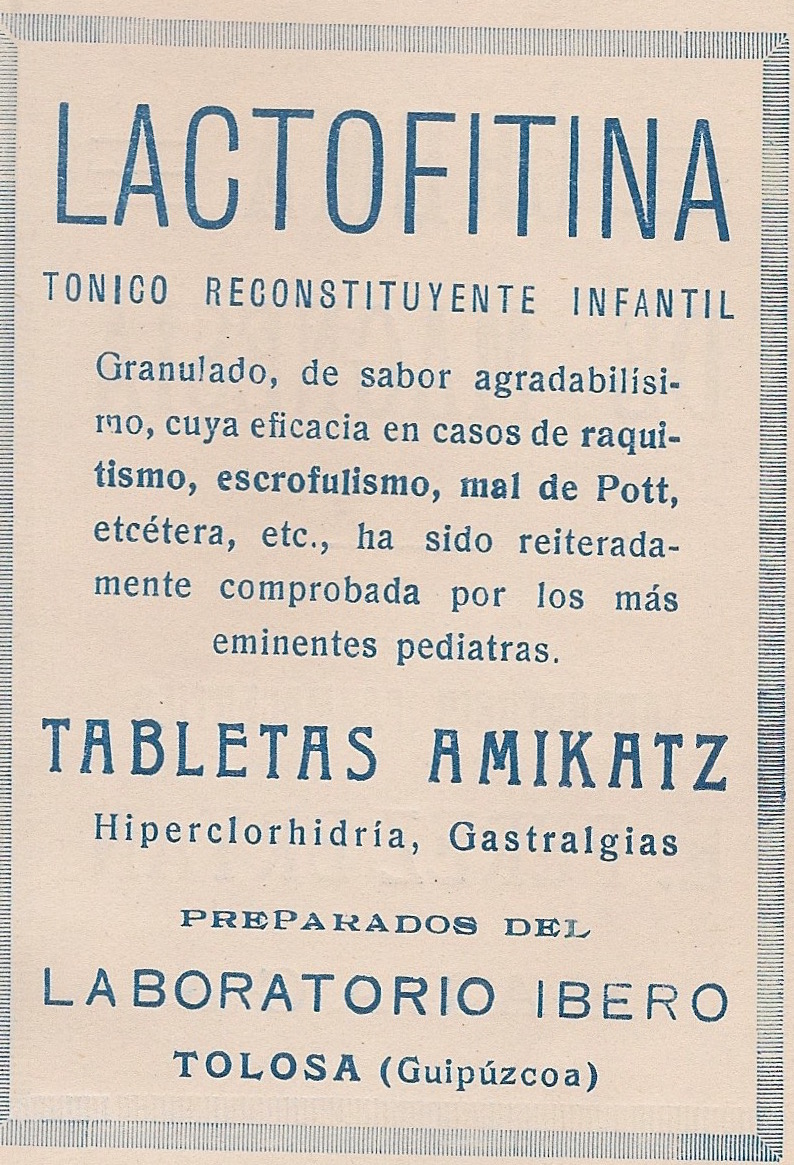 LACTOFITINA
TONICO RECONSTITUYENTE INFANTIL
Granulado, de sabor agradabilísi-
mo, cuya eficacia en casos de raqui-
tismo, escrofulismo, mal de Pott,
etcétera, etc., ha sido reiterada-
mente comprobada por los más
eminentes pediatras.
TABLETAS AMIKATZ
Hiperclorhidría, Gastralgias
PREPARADOS DEL
LABORATORIO IBERO
TOLOSA (Guipúzcoa)